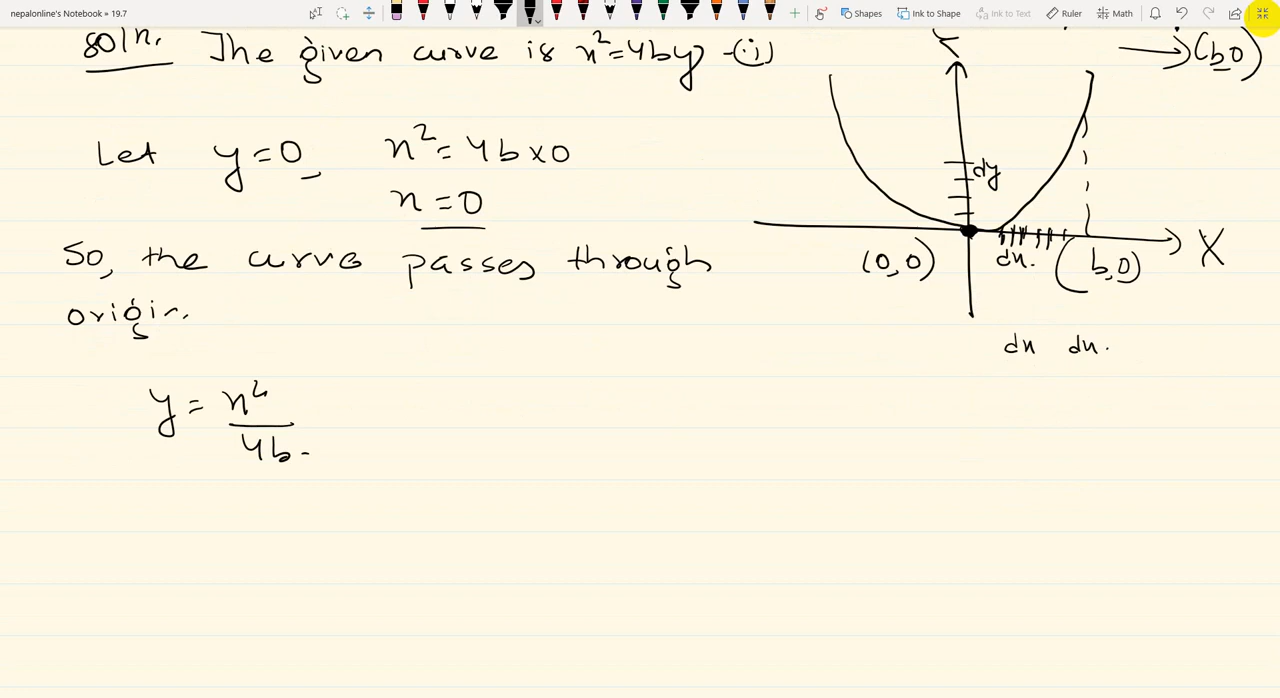 nepalonline's Notebook » 19.7
Shapes Ink to Shape Ink to Text Ruler Math
soln. The given curve is x²=4by -(i)
→(b,0)
Let y=0, x²=4b×0
x=0
So, the curve passes through
origin.
y = x²
4b
dy
(0,0) dx. (b,0) X
dx dx.